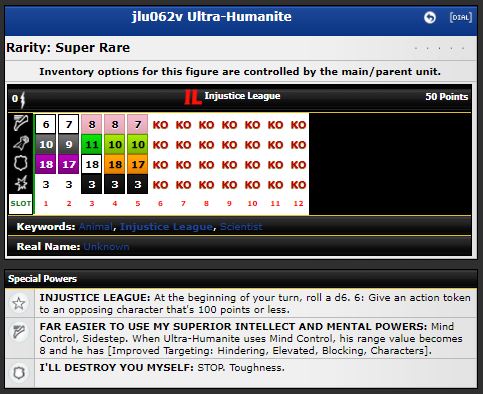 jlu062v Ultra-Humanite [DIAL]
Rarity: Super Rare
Inventory options for this figure are controlled by the main/parent unit.
0 IL Injustice League 50 Points
6 7 8 8 7 KO KO KO KO KO KO KO
10 9 11 10 10 KO KO KO KO KO KO KO
18 17 18 18 17 KO KO KO KO KO KO KO
3 3 3 3 3 KO KO KO KO KO KO KO
SLOT 1 2 3 4 5 6 7 8 9 10 11 12
Keywords: Animal, Injustice League, Scientist
Real Name: Unknown
Special Powers
INJUSTICE LEAGUE: At the beginning of your turn, roll a d6. 6: Give an action token
to an opposing character that's 100 points or less.
FAR EASIER TO USE MY SUPERIOR INTELLECT AND MENTAL POWERS: Mind
Control, Sidestep. When Ultra-Humanite uses Mind Control, his range value becomes
8 and he has [Improved Targeting: Hindering, Elevated, Blocking, Characters].
I'LL DESTROY YOU MYSELF: STOP. Toughness.